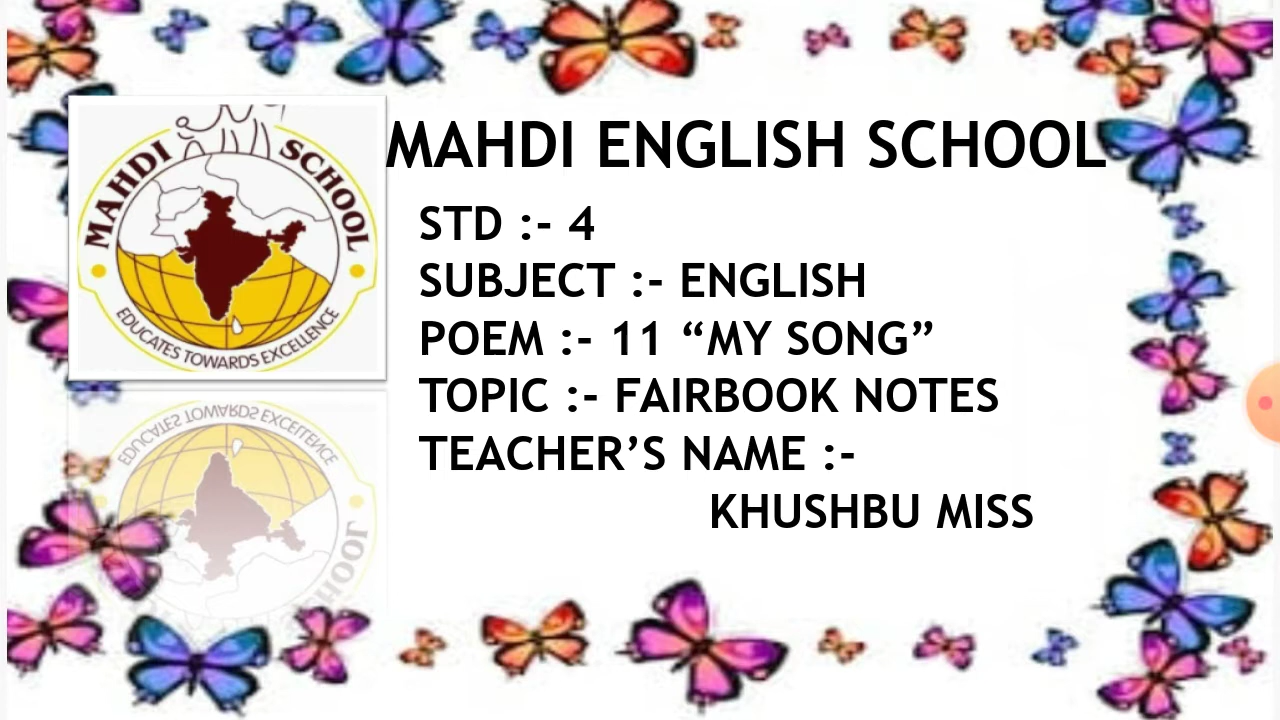 MAHDI SCHOOL
EDUCATES TOWARDS EXCELLENCE
MAHDI ENGLISH SCHOOL
STD :- 4
SUBJECT :- ENGLISH
POEM :- 11 “MY SONG”
TOPIC :- FAIRBOOK NOTES
TEACHER’S NAME :-
KHUSHBU MISS